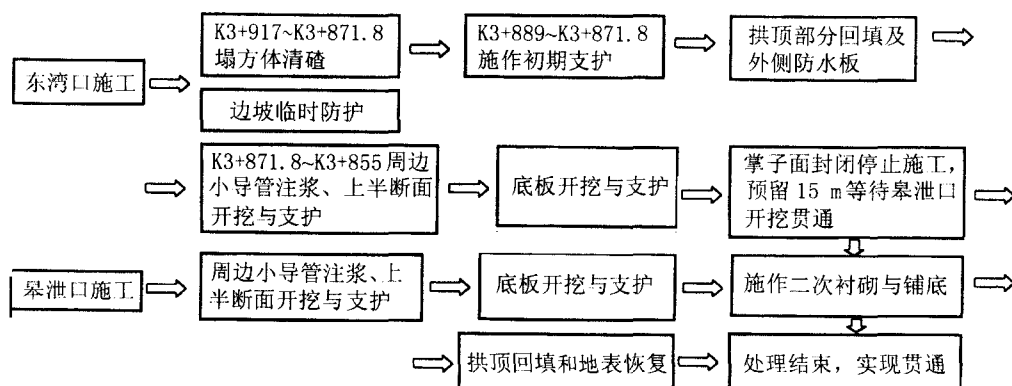 东湾口施工
K3+917~K3+871.8
塌方体清碴
边坡临时防护
K3+889~K3+871.8
施作初期支护
拱顶部分回填及
外侧防水板
K3+871.8~K3+855周边
小导管注浆、上半断面
开挖与支护
底板开挖与支护
掌子面封闭停止施工,
预留15 m等待皋泄口
开挖贯通
皋泄口施工
周边小导管注浆、上
半断面开挖与支护
底板开挖与支护
施作二次衬砌与铺底
拱顶回填和地表恢复
处理结束，实现贯通